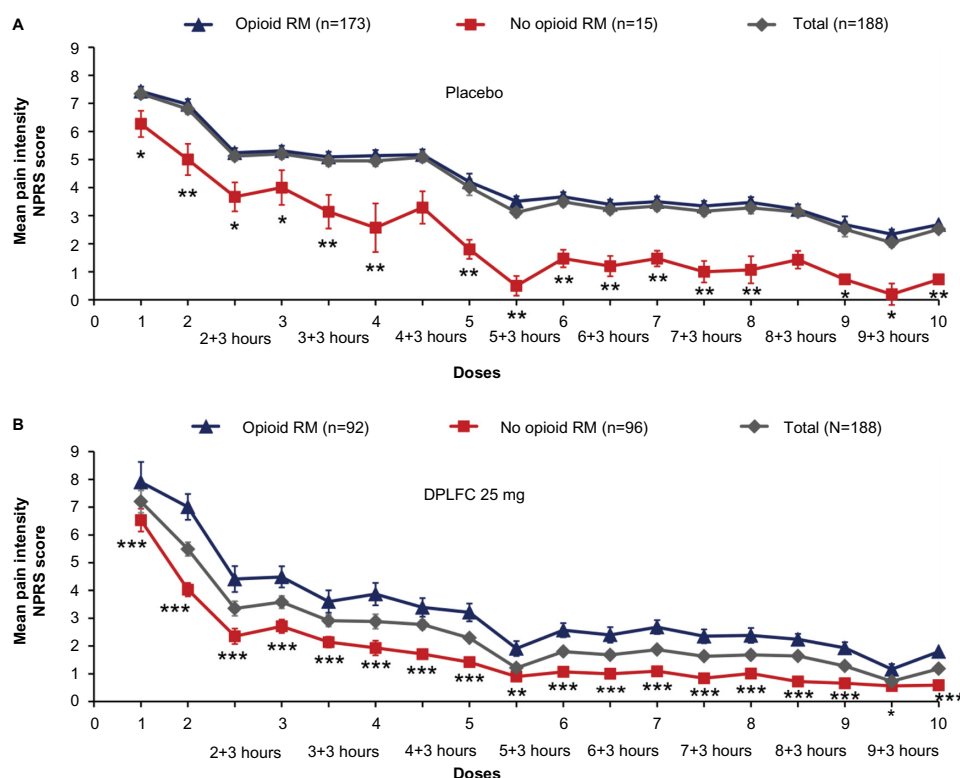 A
Opioid RM (n=173) No opioid RM (n=15) Total (n=188)
Placebo
Mean pain intensity
NPRS score
9
8
7
6
5
4
3
2
1
0
* ** * * ** ** ** ** ** ** ** ** ** * * **
0 1 2 3 4 5 6 7 8 9 10
2+3 hours 3+3 hours 4+3 hours 5+3 hours 6+3 hours 7+3 hours 8+3 hours 9+3 hours
Doses
B
Opioid RM (n=92) No opioid RM (n=96) Total (N=188)
DPLFC 25 mg
Mean pain intensity
NPRS score
9
8
7
6
5
4
3
2
1
0
*** *** *** *** *** *** *** *** ** *** *** *** *** *** *** *** * ***
0 1 2 3 4 5 6 7 8 9 10
2+3 hours 3+3 hours 4+3 hours 5+3 hours 6+3 hours 7+3 hours 8+3 hours 9+3 hours
Doses